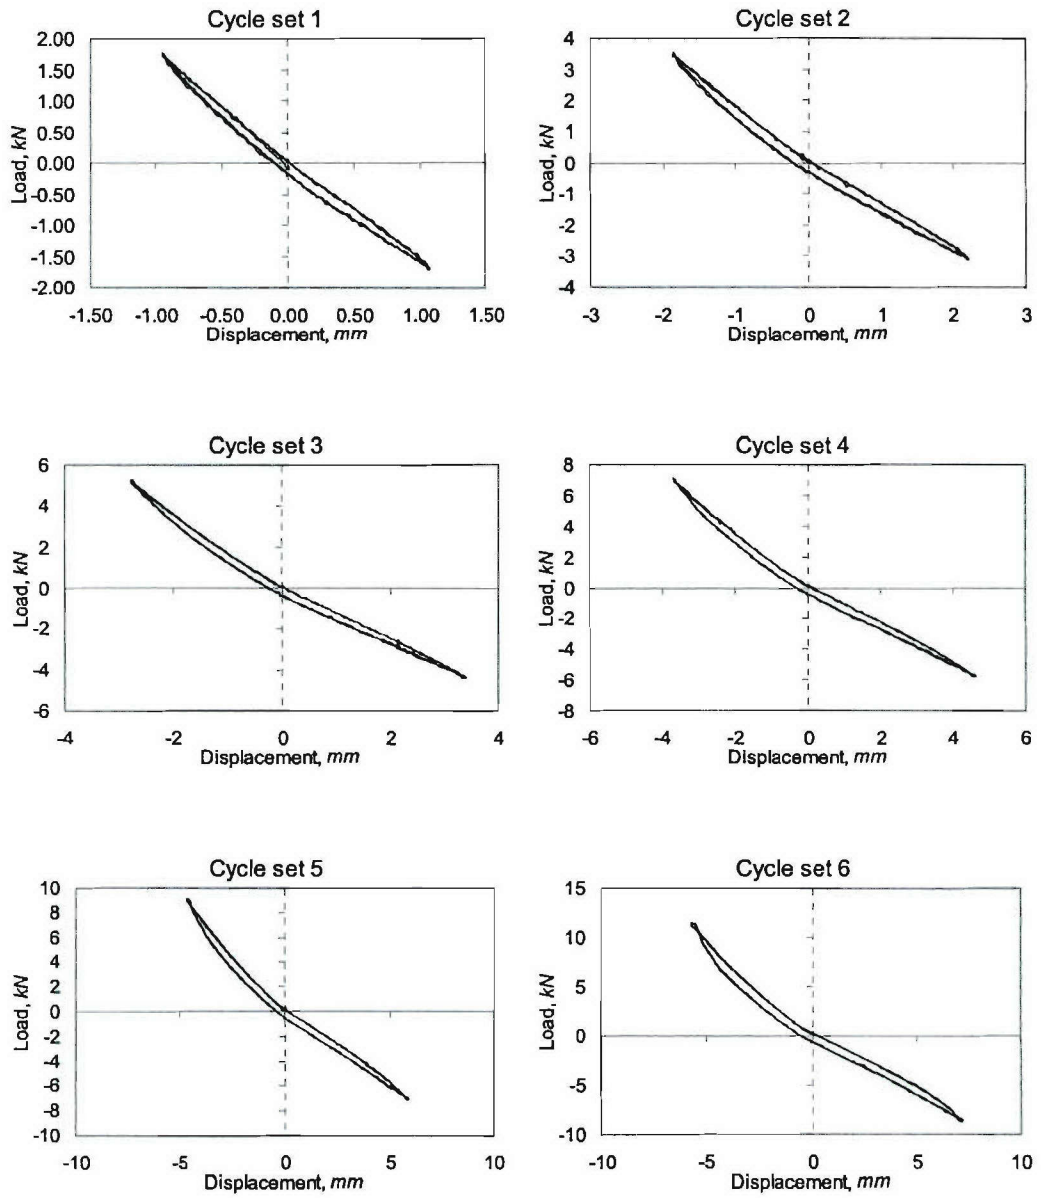 Cycle set 1
2.00
1.50
1.00
0.50
0.00
-0.50
-1.00
-1.50
-2.00
Load, kN
-1.50 -1.00 -0.50 0.00 0.50 1.00 1.50
Displacement, mm
Cycle set 2
4
3
2
1
0
-1
-2
-3
-4
Load, kN
-3 -2 -1 0 1 2 3
Displacement, mm
Cycle set 3
6
4
2
0
-2
-4
-6
Load, kN
-4 -2 0 2 4
Displacement, mm
Cycle set 4
8
6
4
2
0
-2
-4
-6
-8
Load, kN
-6 -4 -2 0 2 4 6
Displacement, mm
Cycle set 5
10
8
6
4
2
0
-2
-4
-6
-8
-10
Load, kN
-10 -5 0 5 10
Displacement, mm
Cycle set 6
15
10
5
0
-5
-10
Load, kN
-10 -5 0 5 10
Displacement, mm